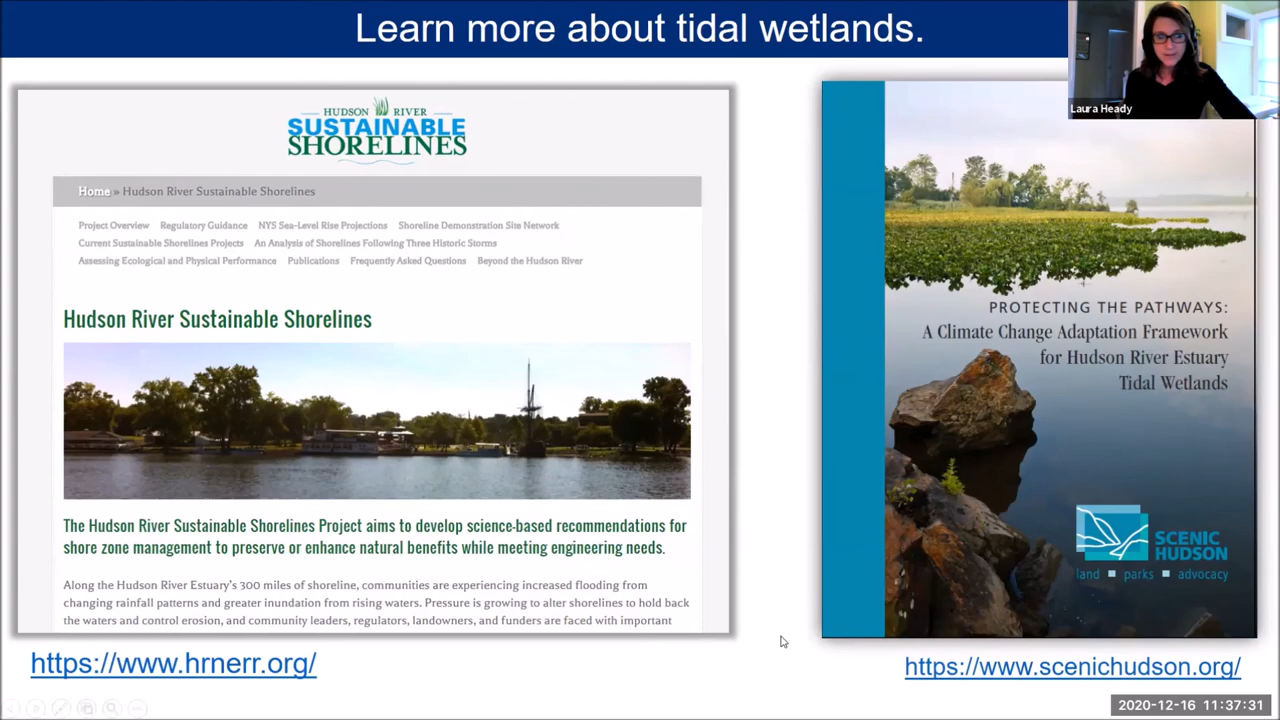 Learn more about tidal wetlands.
Laura Heady
HUDSON RIVER
SUSTAINABLE
SHORELINES
Home » Hudson River Sustainable Shorelines
Project Overview Regulatory Guidance NYS Sea-Level Rise Projections Shoreline Demonstration Site Network
Current Sustainable Shorelines Projects An Analysis of Shorelines Following Three Historic Storms
Assessing Ecological and Physical Performance Publications Frequently Asked Questions Beyond the Hudson River
Hudson River Sustainable Shorelines
The Hudson River Sustainable Shorelines Project aims to develop science-based recommendations for
shore zone management to preserve or enhance natural benefits while meeting engineering needs.
Along the Hudson River Estuary's 300 miles of shoreline, communities are experiencing increased flooding from
changing rainfall patterns and greater inundation from rising waters. Pressure is growing to alter shorelines to hold back
the waters and control erosion, and community leaders, regulators, landowners, and funders are faced with important
https://www.hrnerr.org/
PROTECTING THE PATHWAYS:
A Climate Change Adaptation Framework
for Hudson River Estuary
Tidal Wetlands
SCENIC
HUDSON
land ■ parks ■ advocacy
https://www.scenichudson.org/
2020-12-16 11:37:31